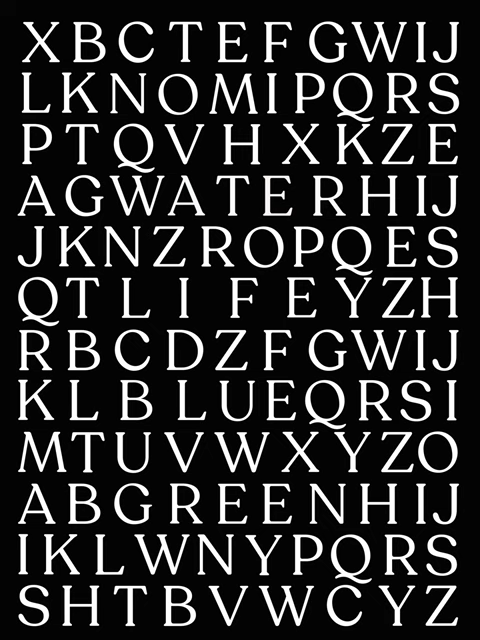 XBCTEFGWIJ
LKNOMIPQRS
PTQVHXKZE
AGWATERHIJ
JKNZROPQES
QTLIFEYZH
RBCDZFGWIJ
KLBLUEQRSI
MTUVWXYZO
ABGREENHIJ
IKLWNYPQRS
SHTBVWCYZ